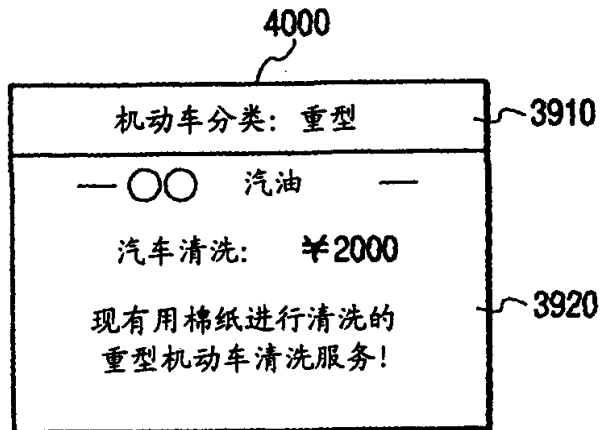 4000
机动车分类: 重型
3910
— ○○ 汽油 —
汽车清洗: ¥2000
现有用棉纸进行清洗的
3920
重型机动车清洗服务!